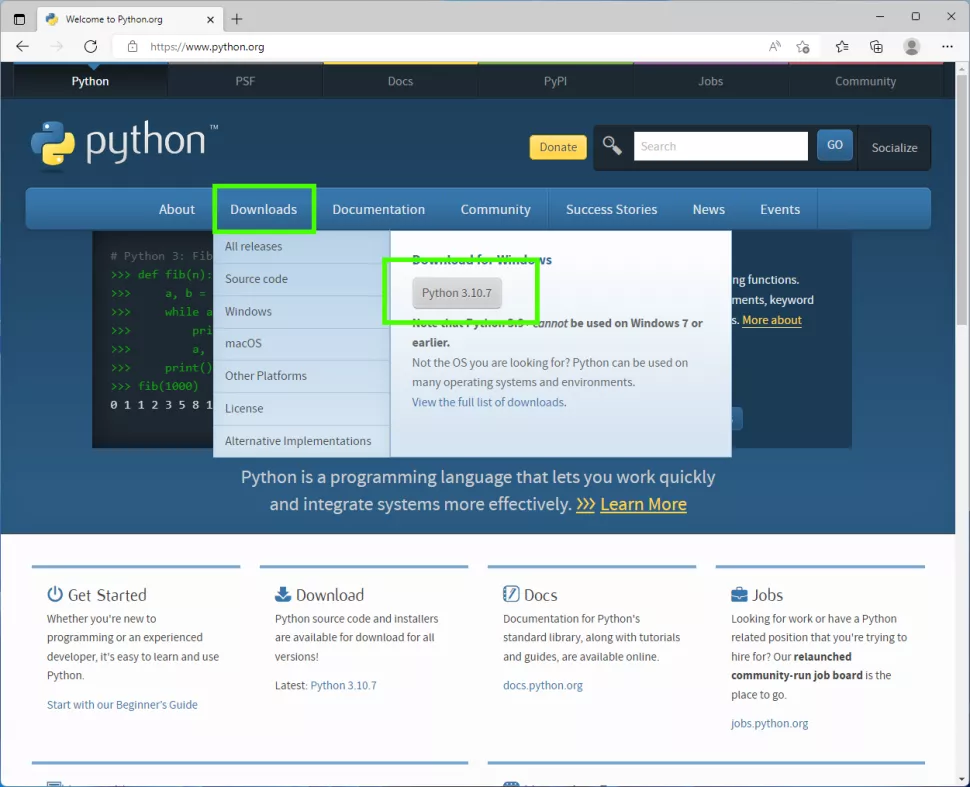 Welcome to Python.org
https://www.python.org
Python PSF Docs PyPI Jobs Community
python™
Donate Search GO Socialize
About Downloads Documentation Community Success Stories News Events
# Python 3: Fib
>>> def fib(n):
>>> a, b =
>>> while a
>>> pri
>>> a,
>>> print()
>>> fib(1000)
0 1 1 2 3 5 8 1
All releases
Source code
Windows
macOS
Other Platforms
License
Alternative Implementations
Download for Windows
Python 3.10.7
Note that Python cannot be used on Windows 7 or
earlier.
Not the OS you are looking for? Python can be used on
many operating systems and environments.
View the full list of downloads.
ng functions.
ments, keyword
s. More about
Python is a programming language that lets you work quickly
and integrate systems more effectively. >>> Learn More
Get Started
Whether you're new to
programming or an experienced
developer, it's easy to learn and use
Python.
Start with our Beginner's Guide
Download
Python source code and installers
are available for download for all
versions!
Latest: Python 3.10.7
Docs
Documentation for Python's
standard library, along with tutorials
and guides, are available online.
docs.python.org
Jobs
Looking for work or have a Python
related position that you're trying to
hire for? Our relaunched
community-run job board is the
place to go.
jobs.python.org